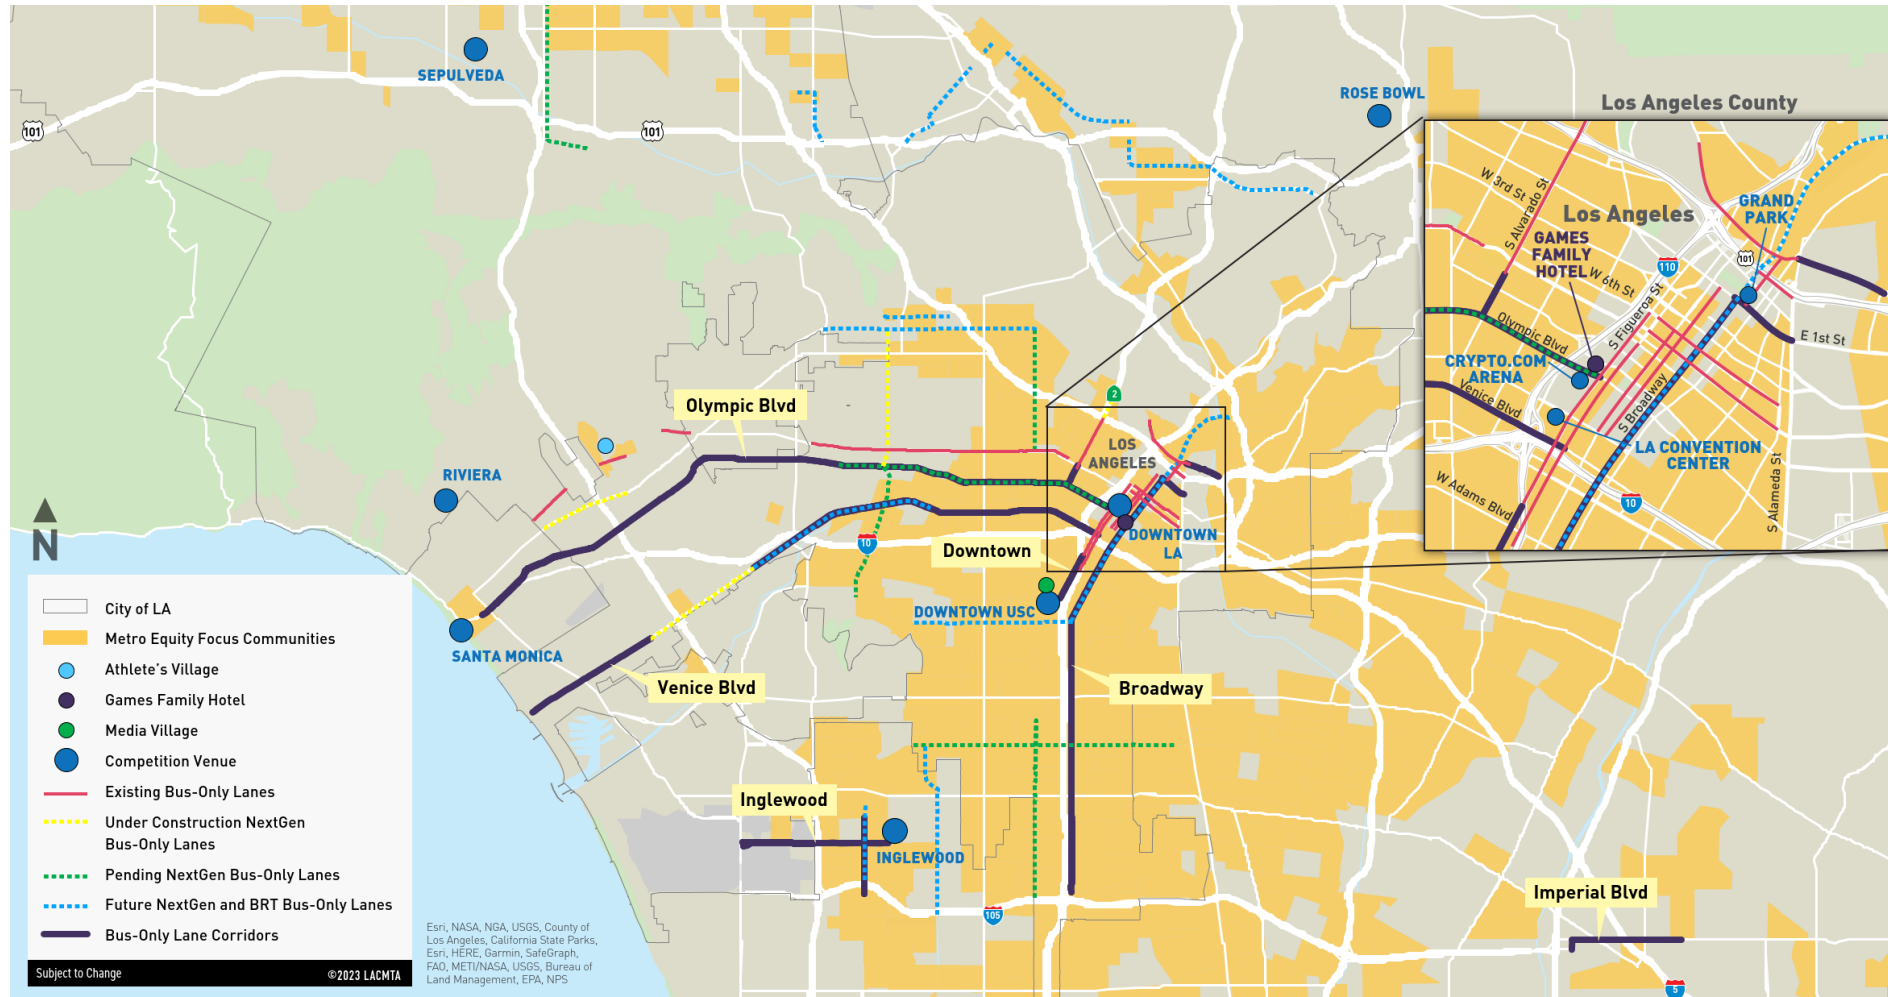 SEPULVEDA
101
101
ROSE BOWL
Los Angeles County
W 3rd St
S Alvarado St
Los Angeles
GRAND
PARK
GAMES
FAMILY
HOTEL
W 6th St
110
101
S Figueroa St
Olympic Blvd
E 1st St
CRYPTO.COM
ARENA
Venice Blvd
S Broadway
LA CONVENTION
CENTER
W Adams Blvd
10
S Alameda St
Olympic Blvd
2
LOS
ANGELES
RIVIERA
N
10
Downtown
DOWNTOWN
LA
DOWNTOWN USC
SANTA MONICA
Venice Blvd
Broadway
Inglewood
INGLEWOOD
105
Imperial Blvd
5
City of LA
Metro Equity Focus Communities
Athlete's Village
Games Family Hotel
Media Village
Competition Venue
Existing Bus-Only Lanes
Under Construction NextGen
Bus-Only Lanes
Pending NextGen Bus-Only Lanes
Future NextGen and BRT Bus-Only Lanes
Bus-Only Lane Corridors
Subject to Change
©2023 LACMTA
Esri, NASA, NGA, USGS, County of
Los Angeles, California State Parks,
Esri, HERE, Garmin, SafeGraph,
FAO, METI/NASA, USGS, Bureau of
Land Management, EPA, NPS